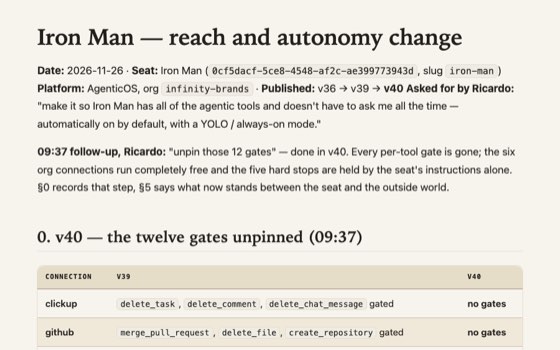 Iron Man — reach and autonomy change
Date: 2026-11-26 · Seat: Iron Man ( 0cf5dacf-5ce8-4548-af2c-ae399773943d , slug iron-man )
Platform: AgenticOS, org infinity-brands · Published: v36 → v39 → v40 Asked for by Ricardo:
"make it so Iron Man has all of the agentic tools and doesn't have to ask me all the time —
automatically on by default, with a YOLO / always-on mode."
09:37 follow-up, Ricardo: "unpin those 12 gates" — done in v40. Every per-tool gate is gone; the six
org connections run completely free and the five hard stops are held by the seat's instructions alone.
§0 records that step, §5 says what now stands between the seat and the outside world.
0. v40 — the twelve gates unpinned (09:37)
CONNECTION V39 V40
clickup delete_task , delete_comment , delete_chat_message gated no gates
github merge_pull_request , delete_file , create_repository gated no gates